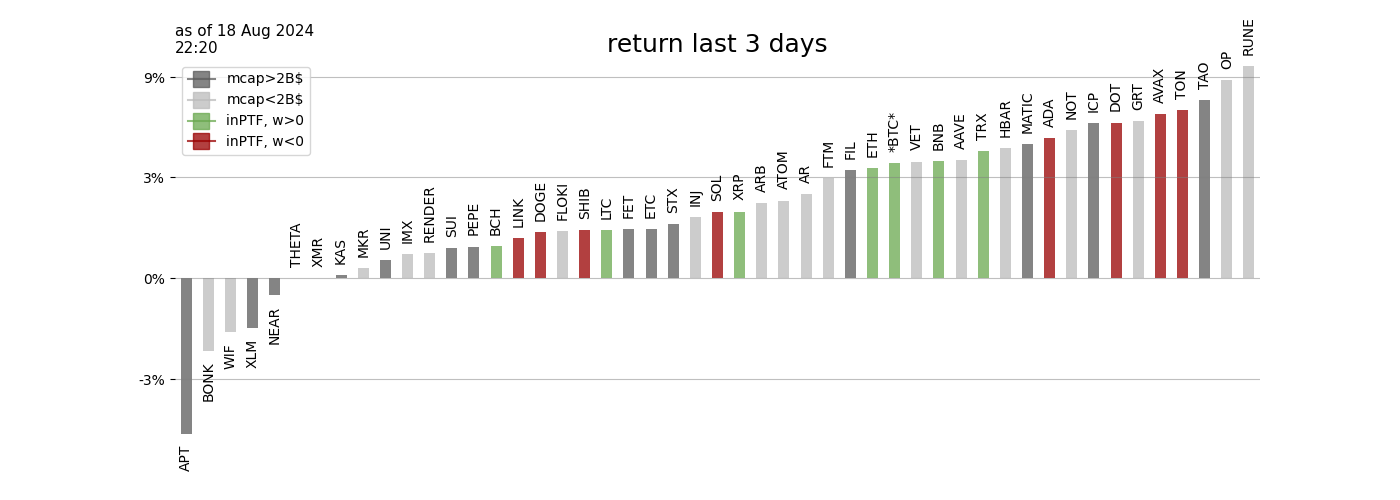 as of 18 Aug 2024
22:20
return last 3 days
mcap>2B$
mcap<2B$
inPTF, w>0
inPTF, w<0
9%
3%
0%
-3%
APT
BONK
WIF
XLM
NEAR
THETA
XMR
KAS
MKR
UNI
IMX
RENDER
SUI
PEPE
BCH
LINK
DOGE
FLOKI
SHIB
LTC
FET
ETC
STX
INJ
SOL
XRP
ARB
ATOM
AR
FTM
FIL
ETH
*BTC*
VET
BNB
AAVE
TRX
HBAR
MATIC
ADA
NOT
ICP
DOT
GRT
AVAX
TON
TAO
OP
RUNE